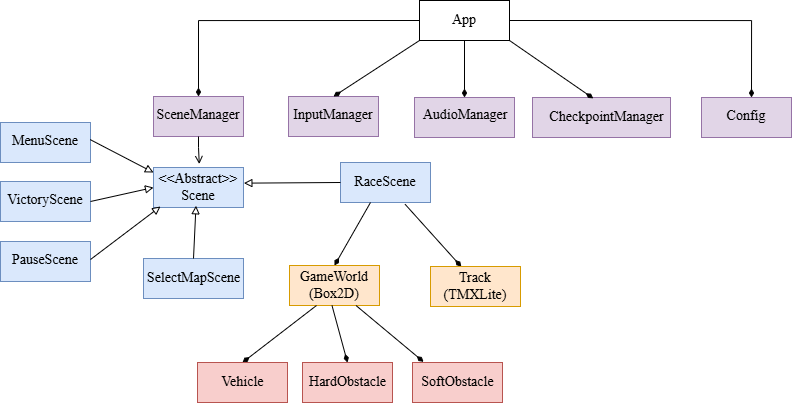 App
SceneManager
InputManager
AudioManager
CheckpointManager
Config
MenuScene
<<Abstract>>
Scene
RaceScene
VictoryScene
PauseScene
SelectMapScene
GameWorld
(Box2D)
Track
(TMXLite)
Vehicle
HardObstacle
SoftObstacle